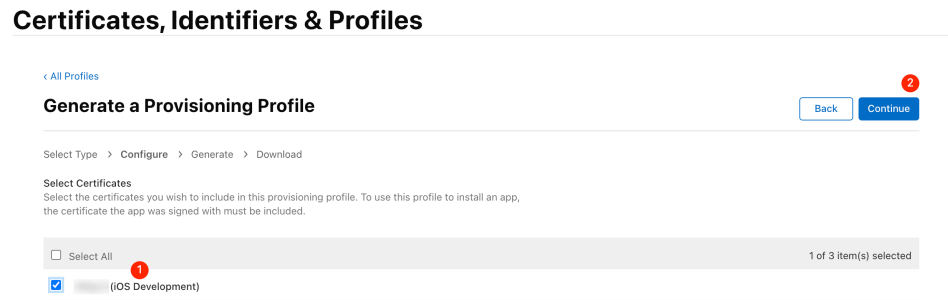 Certificates, Identifiers & Profiles
‹ All Profiles
2
Generate a Provisioning Profile
Back
Continue
Select Type > Configure > Generate > Download
Select Certificates
Select the certificates you wish to include in this provisioning profile. To use this profile to install an app,
the certificate the app was signed with must be included.
Select All
1 of 3 item(s) selected
1
(iOS Development)